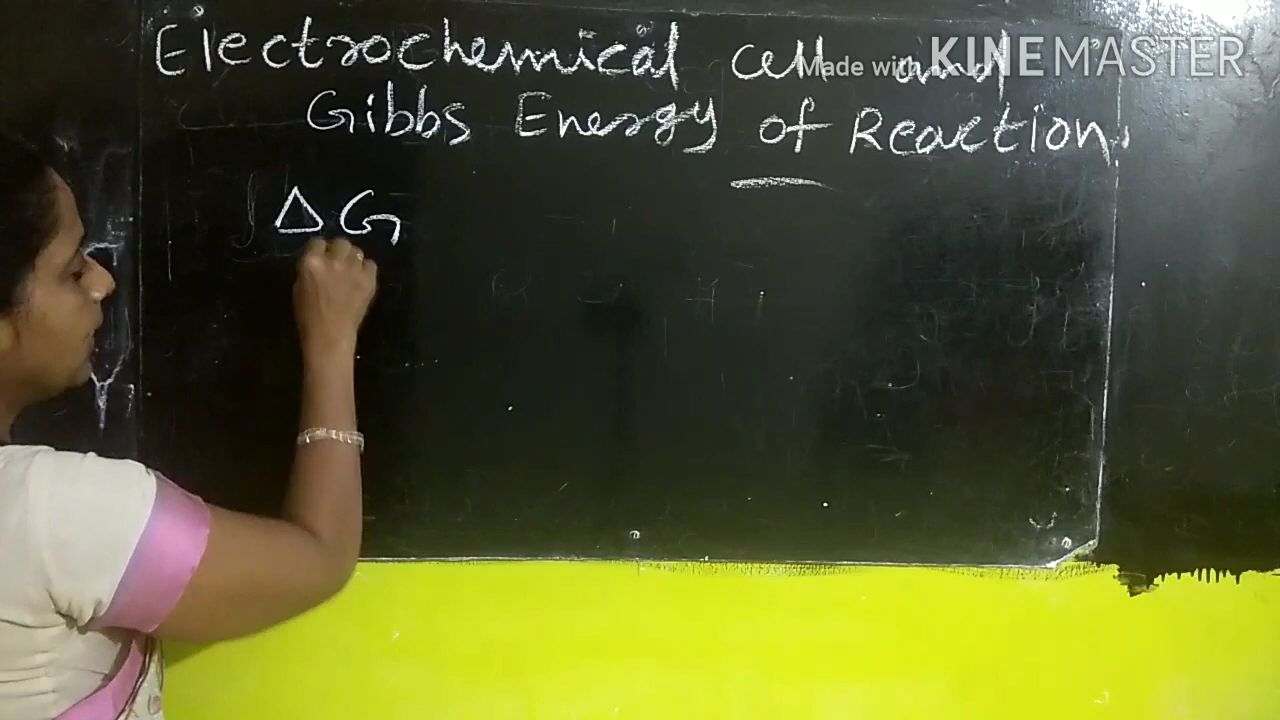 Electrochemical cell and
Made with KINEMASTER
Gibbs Energy of Reaction.
ΔG